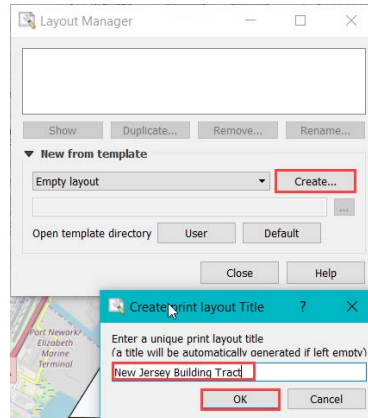 Layout Manager
Show Duplicate... Remove... Rename...
New from template
Empty layout Create...
...
Open template directory User Default
Close Help
Create print layout Title ?
Port Newark/
Elizabeth
Marine
Terminal
Enter a unique print layout title
(a title will be automatically generated if left empty)
New Jersey Building Tract
OK Cancel